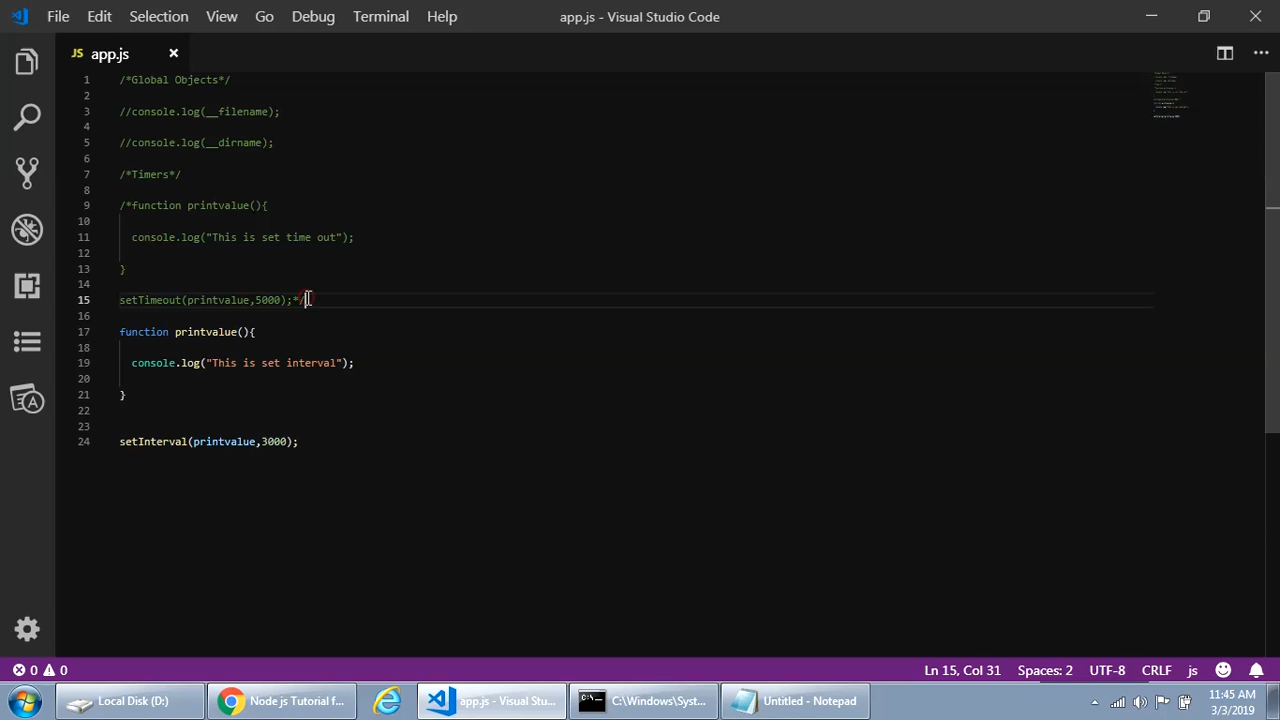 File Edit Selection View Go Debug Terminal Help app.js - Visual Studio Code
JS app.js
1 /*Global Objects*/
2
3 //console.log(__filename);
4
5 //console.log(__dirname);
6
7 /*Timers*/
8
9 /*function printvalue(){
10
11 console.log("This is set time out");
12
13 }
14
15 setTimeout(printvalue,5000);*/
16
17 function printvalue(){
18
19 console.log("This is set interval");
20
21 }
22
23
24 setInterval(printvalue,3000);
0 0 Ln 15, Col 31 Spaces: 2 UTF-8 CRLF js
Local Disk (D:) Node js Tutorial f... app.js - Visual Stu... C:\Windows\Syst... Untitled - Notepad 11:45 AM
3/3/2019